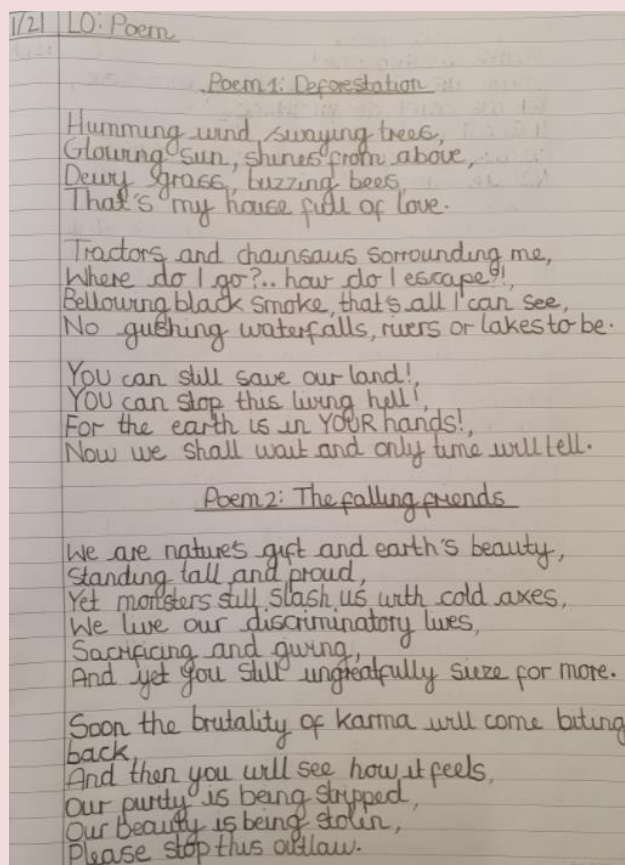 1/21 LO: Poem
Poem 1: Deforestation
Humming wind, swaying trees,
Glowing sun, shines from above,
Dewy grass, buzzing bees,
That's my house full of love.
Tractors and chainsaws sorrounding me,
Where do I go?.. how do I escape?!,
Bellowing black smoke, that's all I can see,
No gushing waterfalls, rivers or lakes to be.
You can still save our land!,
You can stop this living hell!,
For the earth is in YOUR hands!,
Now we shall wait and only time will tell.
Poem 2: The falling friends
We are natures gift and earth's beauty,
Standing tall and proud,
Yet monsters still slash us with cold axes,
We live our discriminatory lives,
Sacrificing and giving,
And yet you still ungreatfully sieze for more.
Soon the brutality of karma will come biting
back,
And then you will see how it feels,
Our purity is being stripped,
Our beauty is being stolin,
Please stop this outlaw.